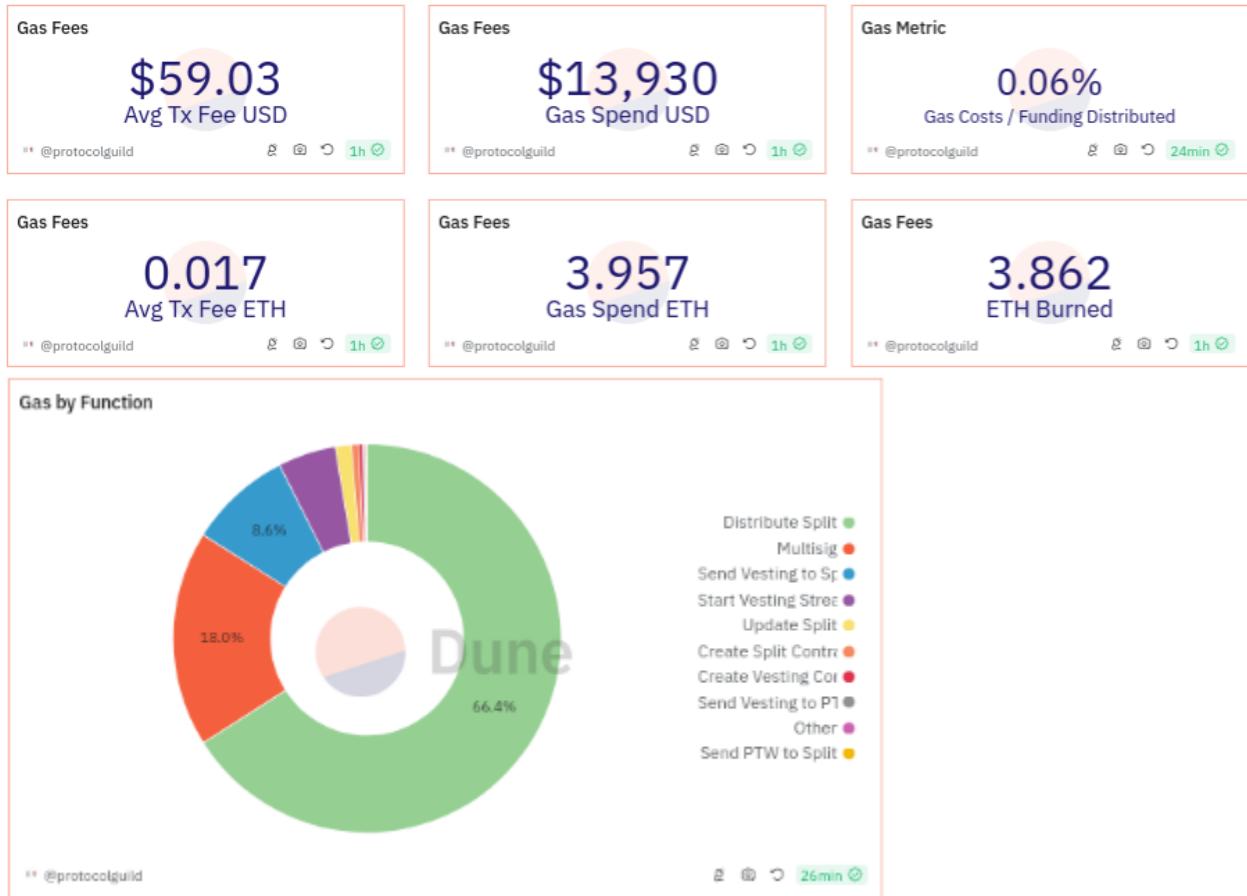 Gas Fees
$59.03
Avg Tx Fee USD
@protocolguild
1h
Gas Fees
$13,930
Gas Spend USD
@protocolguild
1h
Gas Metric
0.06%
Gas Costs / Funding Distributed
@protocolguild
24min
Gas Fees
0.017
Avg Tx Fee ETH
@protocolguild
1h
Gas Fees
3.957
Gas Spend ETH
@protocolguild
1h
Gas Fees
3.862
ETH Burned
@protocolguild
1h
Gas by Function
8.6%
18.0%
66.4%
Dune
Distribute Split
Multisig
Send Vesting to Sp
Start Vesting Strea
Update Split
Create Split Contra
Create Vesting Cor
Send Vesting to PT
Other
Send PTW to Split
@protocolguild
26min